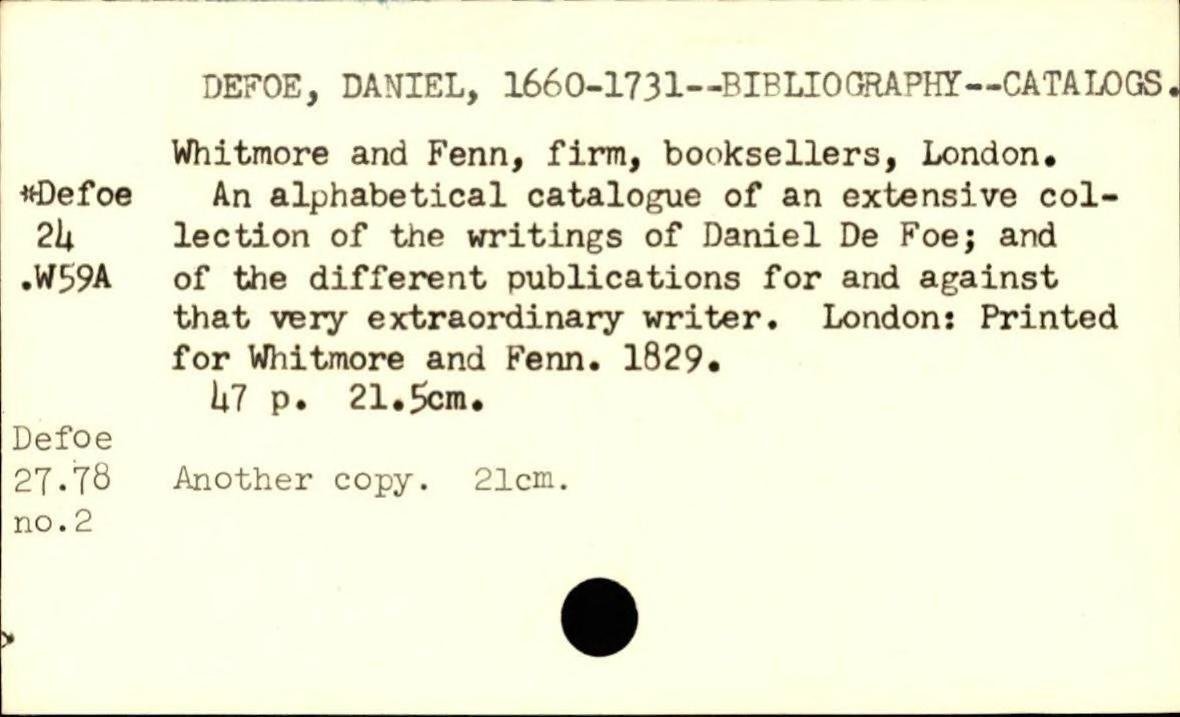 DEFOE, DANIEL, 1660-1731--BIBLIOGRAPHY--CATALOGS.
Whitmore and Fenn, firm, booksellers, London.
*Defoe An alphabetical catalogue of an extensive col-
24 lection of the writings of Daniel De Foe; and
.W59A of the different publications for and against
that very extraordinary writer. London: Printed
for Whitmore and Fenn. 1829.
47 p. 21.5cm.
Defoe
27.78 Another copy. 21cm.
no.2